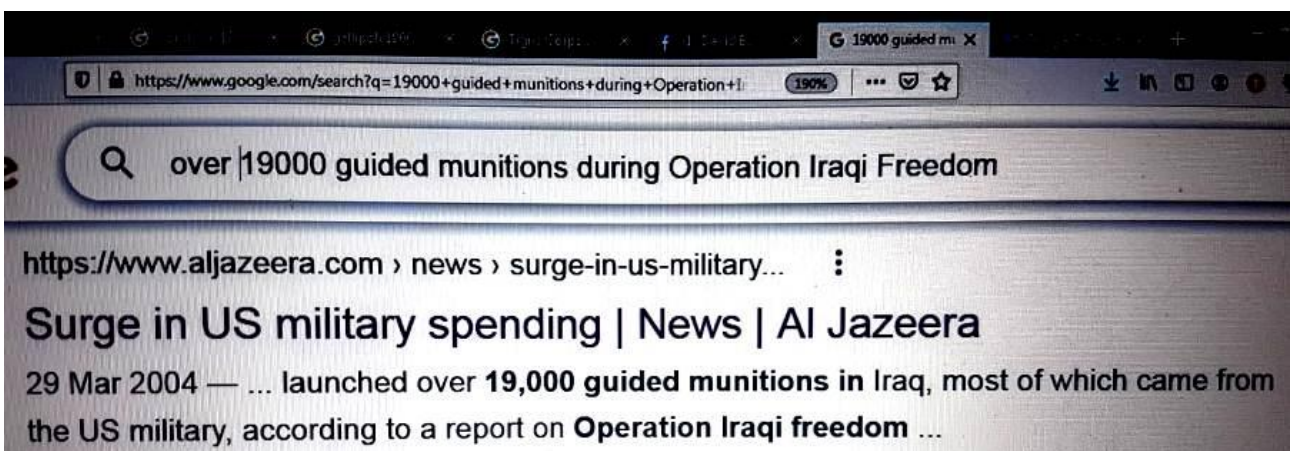 G 19000 guided mu X
https://www.google.com/search?q=19000+guided+munitions+during+Operation+I
190%
over 19000 guided munitions during Operation Iraqi Freedom
https://www.aljazeera.com › news › surge-in-us-military...
Surge in US military spending | News | Al Jazeera
29 Mar 2004 — ... launched over 19,000 guided munitions in Iraq, most of which came from
the US military, according to a report on Operation Iraqi freedom ...